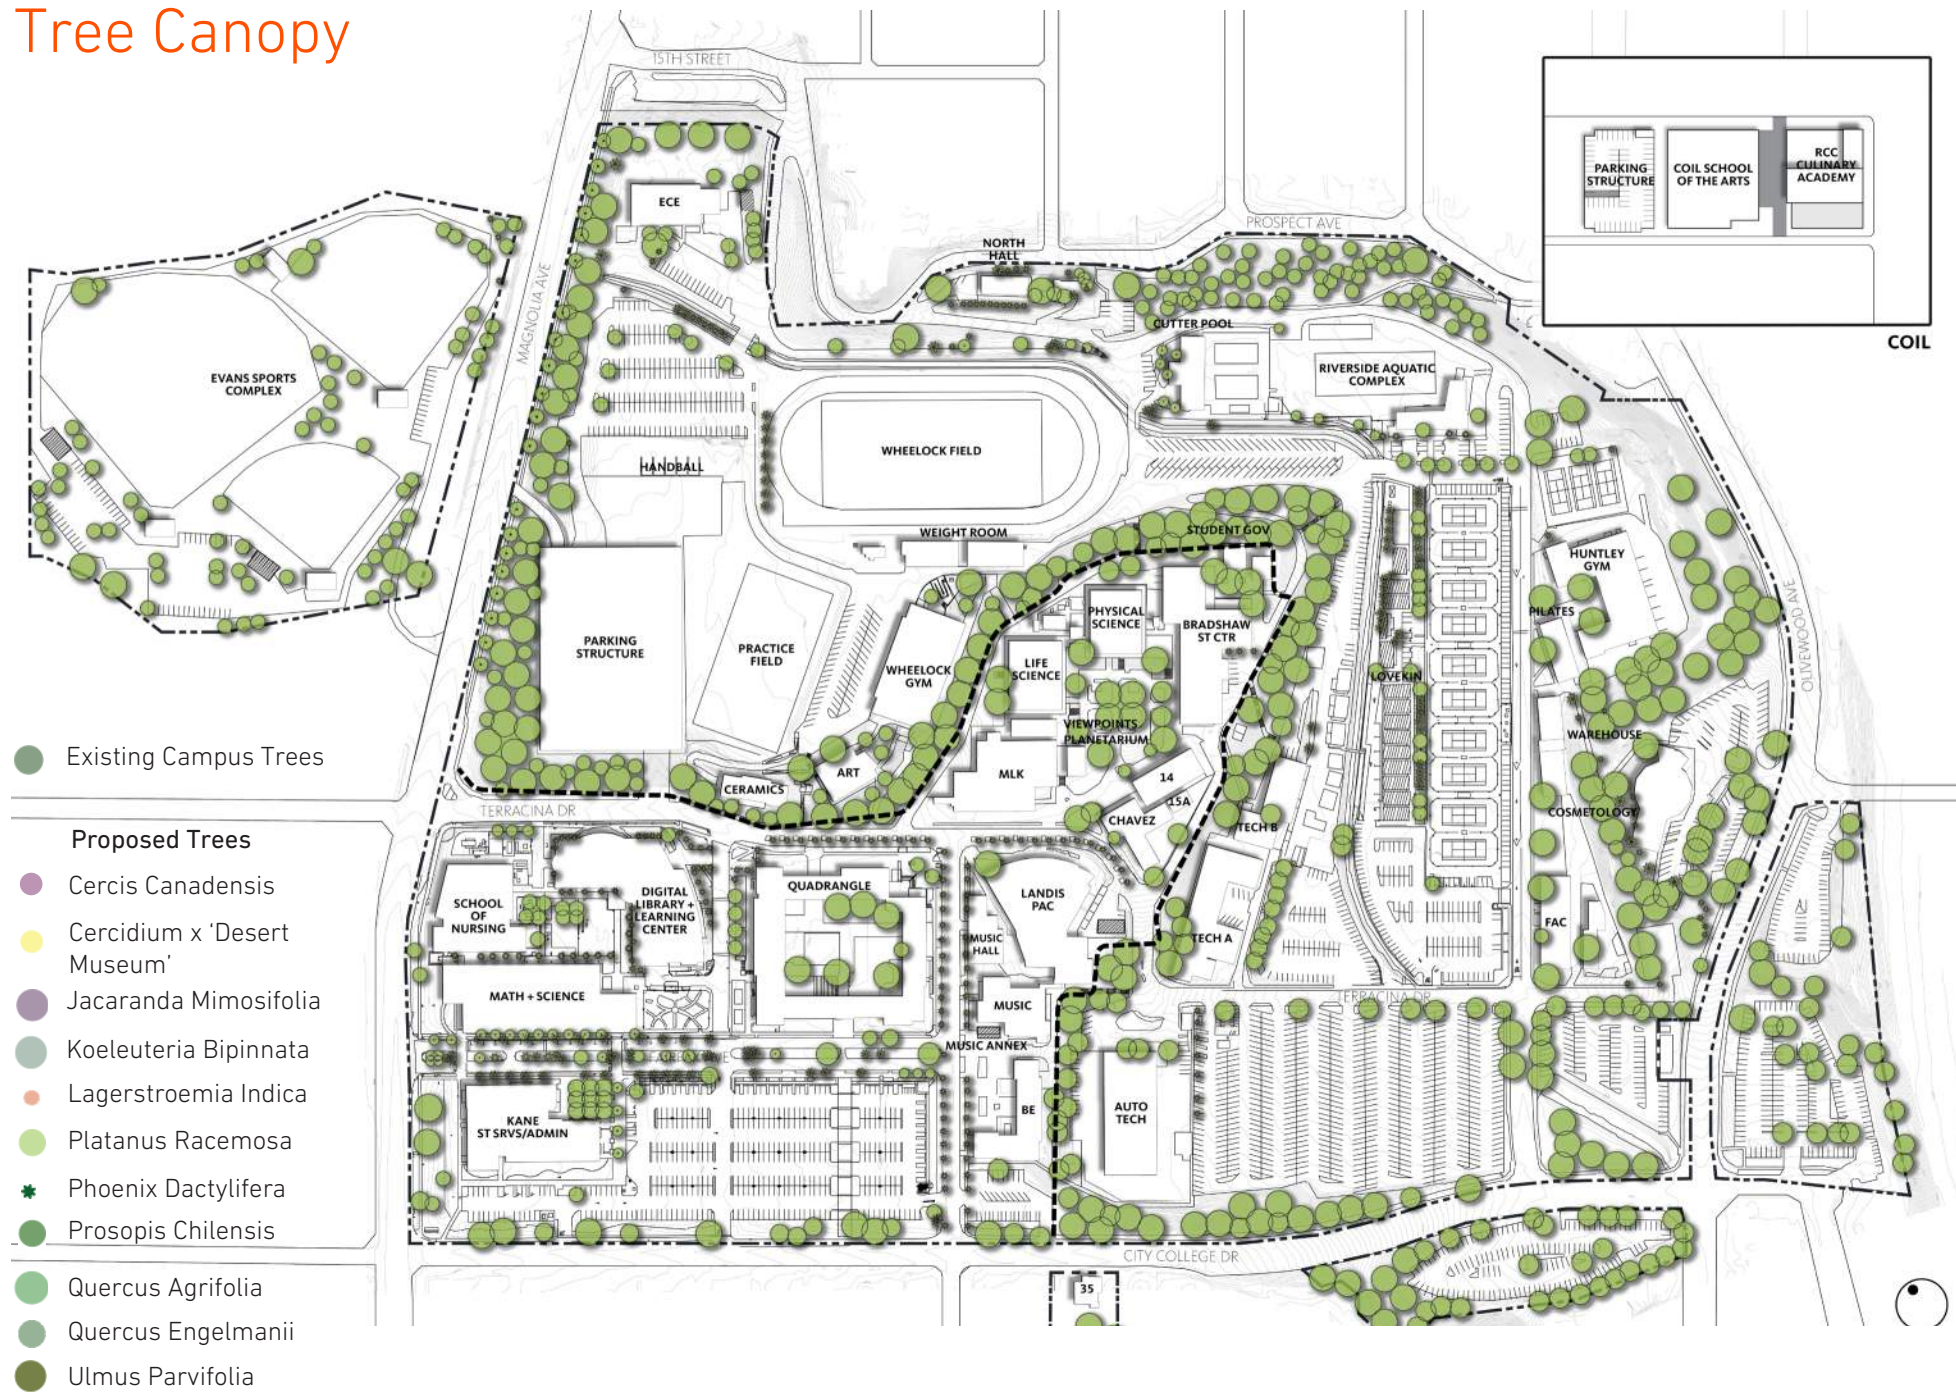 Tree Canopy
15TH STREET
ECE
MAGNOLIA AVE
PROSPECT AVE
NORTH
HALL
CUTTER POOL
RIVERSIDE AQUATIC
COMPLEX
PARKING
STRUCTURE
COIL SCHOOL
OF THE ARTS
RCC
CULINARY
ACADEMY
COIL
EVANS SPORTS
COMPLEX
WHEELOCK FIELD
HANDBALL
WEIGHT ROOM
STUDENT GOV
HUNTLEY
GYM
PILATES
OLIVEWOOD AVE
PARKING
STRUCTURE
PRACTICE
FIELD
WHEELOCK
GYM
PHYSICAL
SCIENCE
BRADSHAW
ST CTR
LIFE
SCIENCE
LOVEKIN
VIEWPOINTS
PLANETARIUM
WAREHOUSE
ART
CERAMICS
MLK
14
15A
CHAVEZ
TECH B
COSMETOLOGY
TERRACINA DR
SCHOOL
OF
NURSING
DIGITAL
LIBRARY +
LEARNING
CENTER
QUADRANGLE
LANDIS
PAC
MUSIC
HALL
TECH A
FAC
MATH + SCIENCE
MUSIC
TERRACINA DR
MUSIC ANNEX
FAIRFAX AVE
KANE
ST SRVS/ADMIN
BE
AUTO
TECH
CITY COLLEGE DR
35
Existing Campus Trees
Proposed Trees
Cercis Canadensis
Cercidium x ‘Desert
Museum’
Jacaranda Mimosifolia
Koeleuteria Bipinnata
Lagerstroemia Indica
Platanus Racemosa
Phoenix Dactylifera
Prosopis Chilensis
Quercus Agrifolia
Quercus Engelmanii
Ulmus Parvifolia